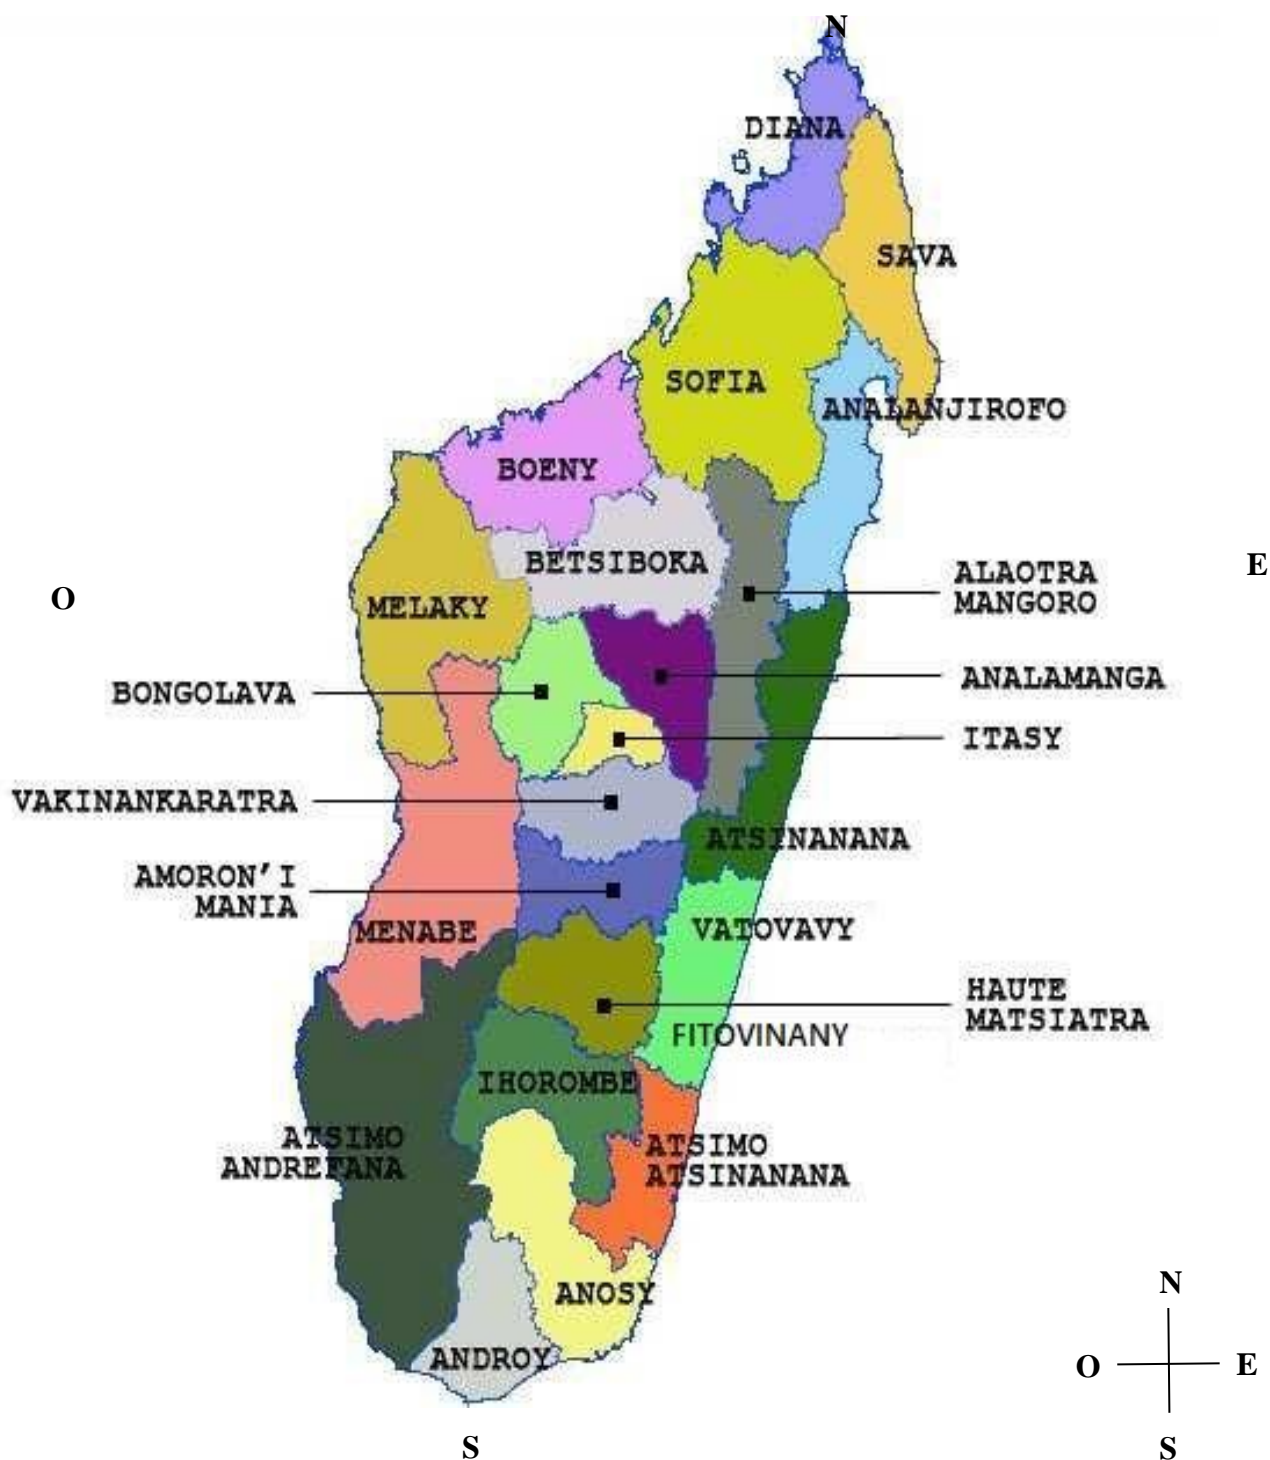 N
DIANA
SAVA
SOFIA
ANALANJIROFO
BOENY
BETSIBOKA
ALAOTRA
MANGORO
E
O
MELAKY
BONGOLAVA
ANALAMANGA
ITASY
VAKINANKARATRA
ATSINANANA
AMORON'I
MANIA
MENABE
VATOVAVY
HAUTE
MATSIATRA
FITOVINANY
IHOROMBE
ATSIMO
ANDREFANA
ATSIMO
ATSINANANA
ANOSY
ANDROY
S
N
O
E
S